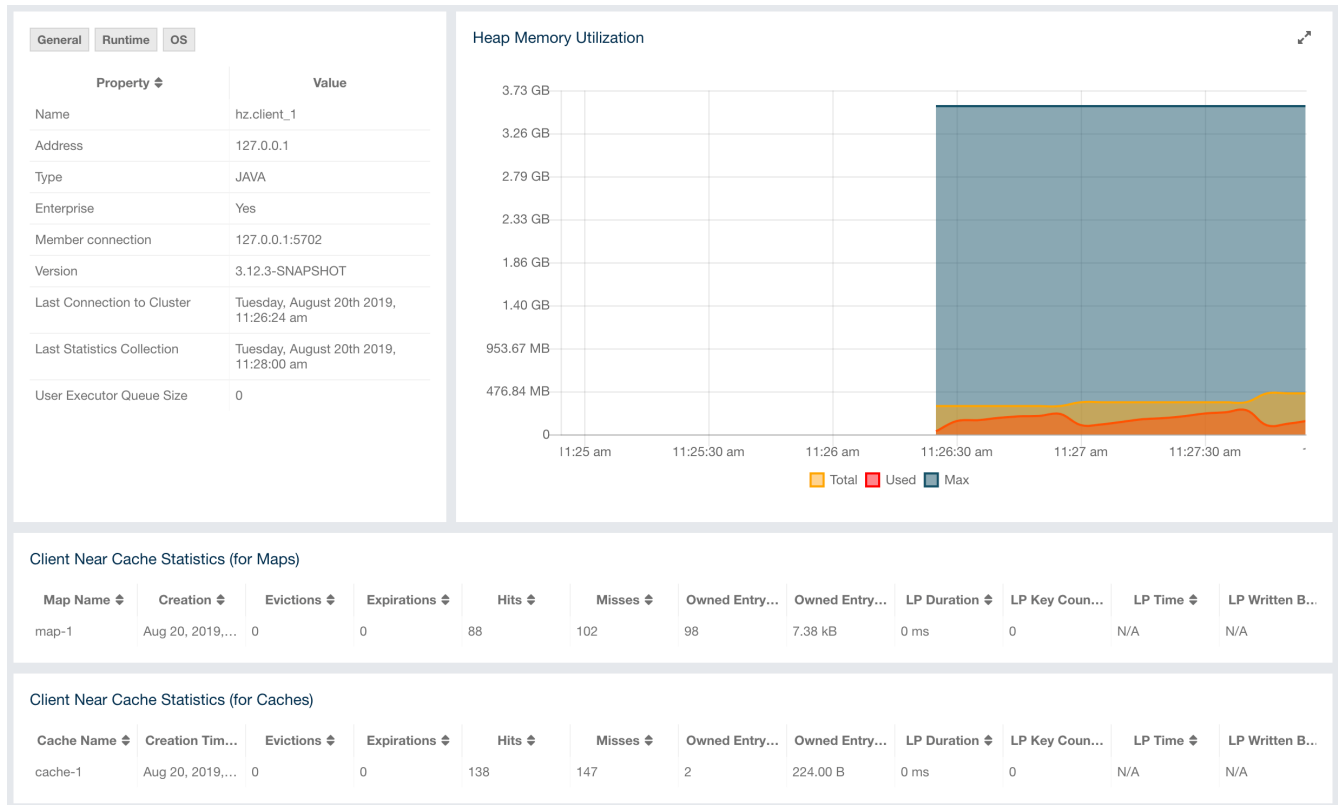 General Runtime OS
Property Value
Name hz.client_1
Address 127.0.0.1
Type JAVA
Enterprise Yes
Member connection 127.0.0.1:5702
Version 3.12.3-SNAPSHOT
Last Connection to Cluster Tuesday, August 20th 2019,
11:26:24 am
Last Statistics Collection Tuesday, August 20th 2019,
11:28:00 am
User Executor Queue Size 0
Heap Memory Utilization
3.73 GB
3.26 GB
2.79 GB
2.33 GB
1.86 GB
1.40 GB
953.67 MB
476.84 MB
0
11:25 am 11:25:30 am 11:26 am 11:26:30 am 11:27 am 11:27:30 am
Total Used Max
Client Near Cache Statistics (for Maps)
Map Name Creation Evictions Expirations Hits Misses Owned Entry... Owned Entry... LP Duration LP Key Coun... LP Time LP Written B...
map-1 Aug 20, 2019,... 0 0 88 102 98 7.38 kB 0 ms 0 N/A N/A
Client Near Cache Statistics (for Caches)
Cache Name Creation Tim... Evictions Expirations Hits Misses Owned Entry... Owned Entry... LP Duration LP Key Coun... LP Time LP Written B...
cache-1 Aug 20, 2019,... 0 0 138 147 2 224.00 B 0 ms 0 N/A N/A